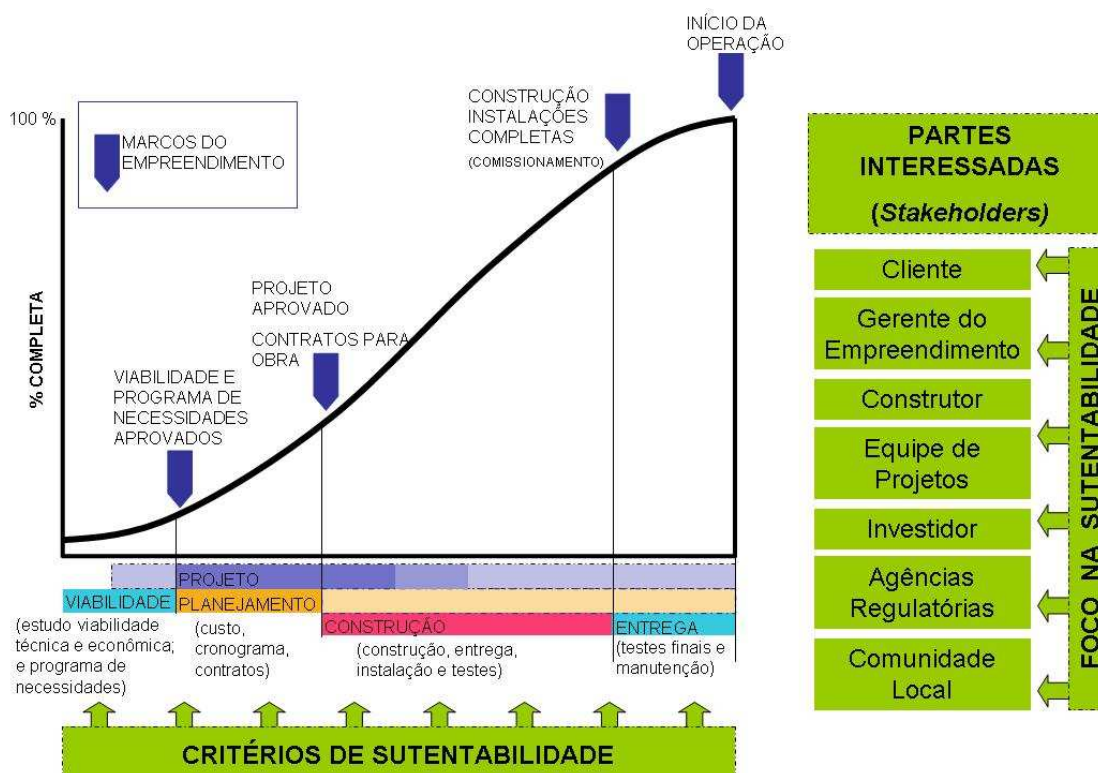 INÍCIO DA
OPERAÇÃO
CONSTRUÇÃO
INSTALAÇÕES
COMPLETAS
(COMISSIONAMENTO)
100 %
MARCOS DO
EMPREENDIMENTO
PROJETO
APROVADO
CONTRATOS PARA
OBRA
VIABILIDADE E
PROGRAMA DE
NECESSIDADES
APROVADOS
% COMPLETA
PROJETO
VIABILIDADE
PLANEJAMENTO
CONSTRUÇÃO
ENTREGA
(estudo viabilidade
técnica e econômica;
e programa de
necessidades)
(custo,
cronograma,
contratos)
(construção, entrega,
instalação e testes)
(testes finais e
manutenção)
CRITÉRIOS DE SUTENTABILIDADE
PARTES
INTERESSADAS
(Stakeholders)
Cliente
Gerente do
Empreendimento
Construtor
Equipe de
Projetos
Investidor
Agências
Regulatórias
Comunidade
Local
FOCO NA SUTENTABILIDADE